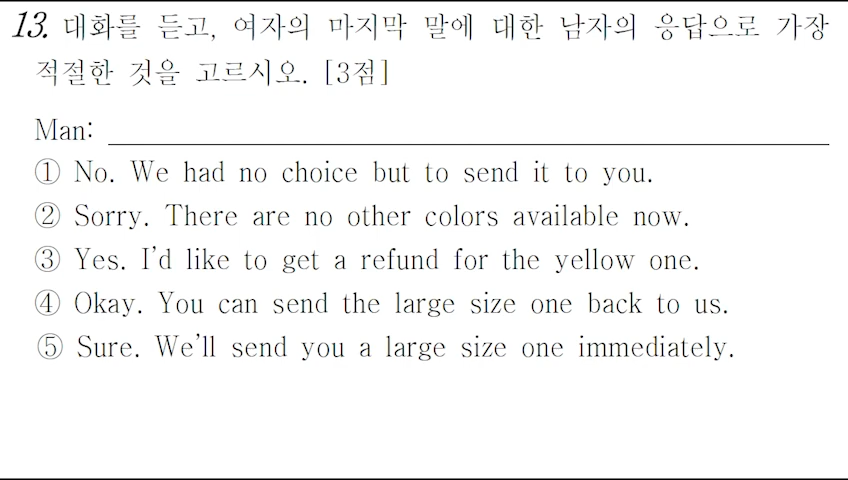 13. 대화를 듣고, 여자의 마지막 말에 대한 남자의 응답으로 가장
적절한 것을 고르시오. [3점]
Man:
① No. We had no choice but to send it to you.
② Sorry. There are no other colors available now.
③ Yes. I'd like to get a refund for the yellow one.
④ Okay. You can send the large size one back to us.
⑤ Sure. We'll send you a large size one immediately.